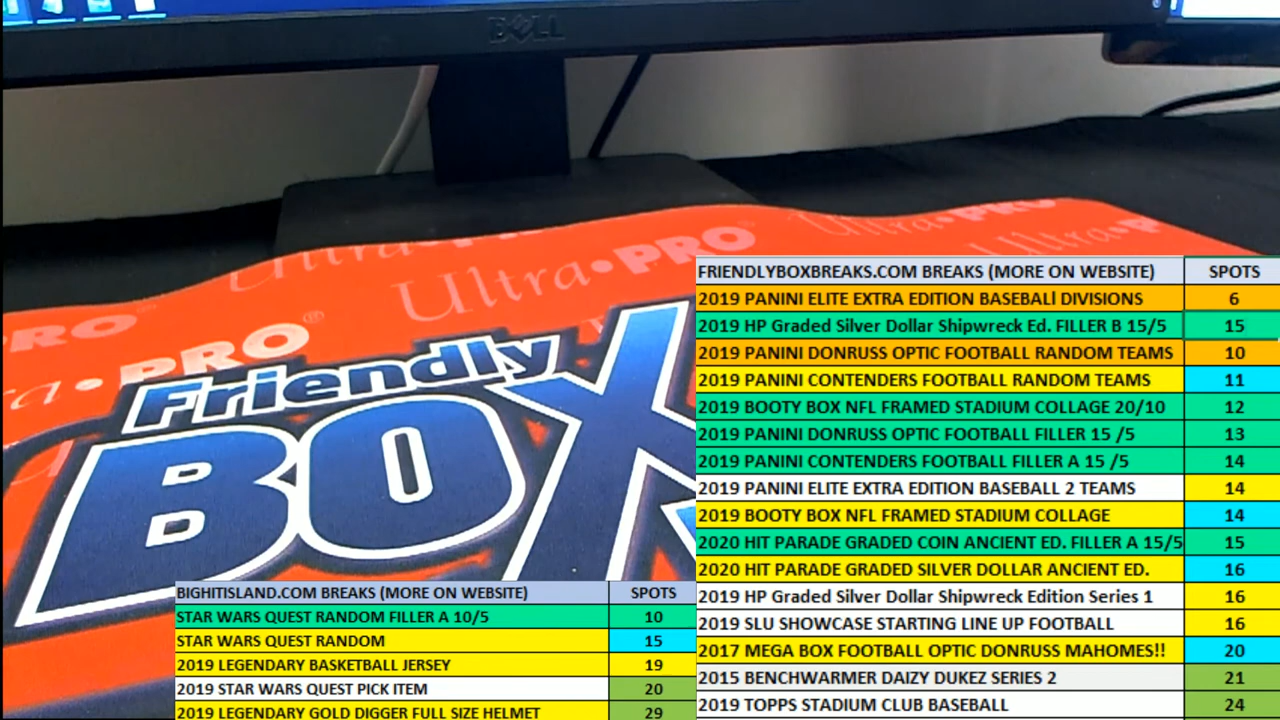 DELL
Ultra•PRO
Ultra•PRO®
PRO
Ultra•PRO
PRO®
Friendly
BOX
FRIENDLYBOXBREAKS.COM BREAKS (MORE ON WEBSITE) SPOTS
2019 PANINI ELITE EXTRA EDITION BASEBALl DIVISIONS 6
2019 HP Graded Silver Dollar Shipwreck Ed. FILLER B 15/5 15
2019 PANINI DONRUSS OPTIC FOOTBALL RANDOM TEAMS 10
2019 PANINI CONTENDERS FOOTBALL RANDOM TEAMS 11
2019 BOOTY BOX NFL FRAMED STADIUM COLLAGE 20/10 12
2019 PANINI DONRUSS OPTIC FOOTBALL FILLER 15 /5 13
2019 PANINI CONTENDERS FOOTBALL FILLER A 15 /5 14
2019 PANINI ELITE EXTRA EDITION BASEBALL 2 TEAMS 14
2019 BOOTY BOX NFL FRAMED STADIUM COLLAGE 14
2020 HIT PARADE GRADED COIN ANCIENT ED. FILLER A 15/5 15
2020 HIT PARADE GRADED SILVER DOLLAR ANCIENT ED. 16
2019 HP Graded Silver Dollar Shipwreck Edition Series 1 16
2019 SLU SHOWCASE STARTING LINE UP FOOTBALL 16
2017 MEGA BOX FOOTBALL OPTIC DONRUSS MAHOMES!! 20
2015 BENCHWARMER DAIZY DUKEZ SERIES 2 21
2019 TOPPS STADIUM CLUB BASEBALL 24
BIGHITISLAND.COM BREAKS (MORE ON WEBSITE) SPOTS
STAR WARS QUEST RANDOM FILLER A 10/5 10
STAR WARS QUEST RANDOM 15
2019 LEGENDARY BASKETBALL JERSEY 19
2019 STAR WARS QUEST PICK ITEM 20
2019 LEGENDARY GOLD DIGGER FULL SIZE HELMET 29